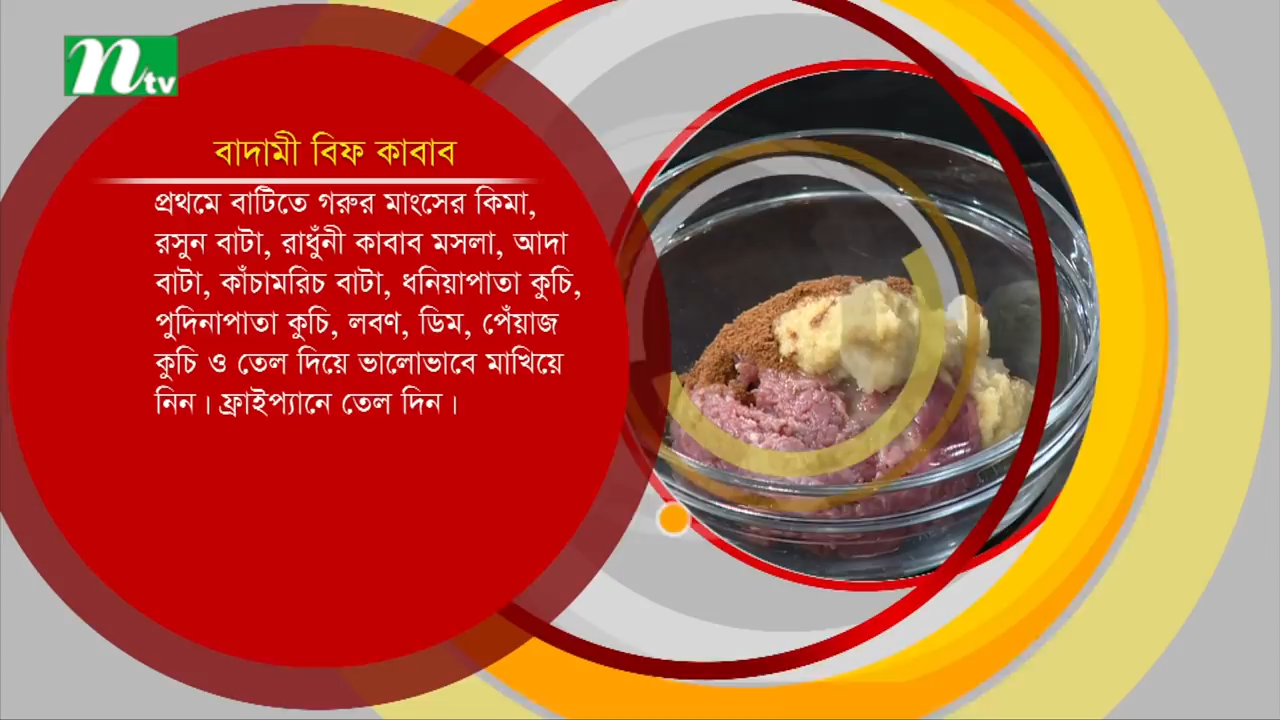 ntv
বাদামী বিফ কাবাব
প্রথমে বাটিতে গরুর মাংসের কিমা,
রসুন বাটা, রাধুঁনী কাবাব মসলা, আদা
বাটা, কাঁচামরিচ বাটা, ধনিয়াপাতা কুচি,
পুদিনাপাতা কুচি, লবণ, ডিম, পেঁয়াজ
কুচি ও তেল দিয়ে ভালোভাবে মাখিয়ে
নিন। ফ্রাইপ্যানে তেল দিন।